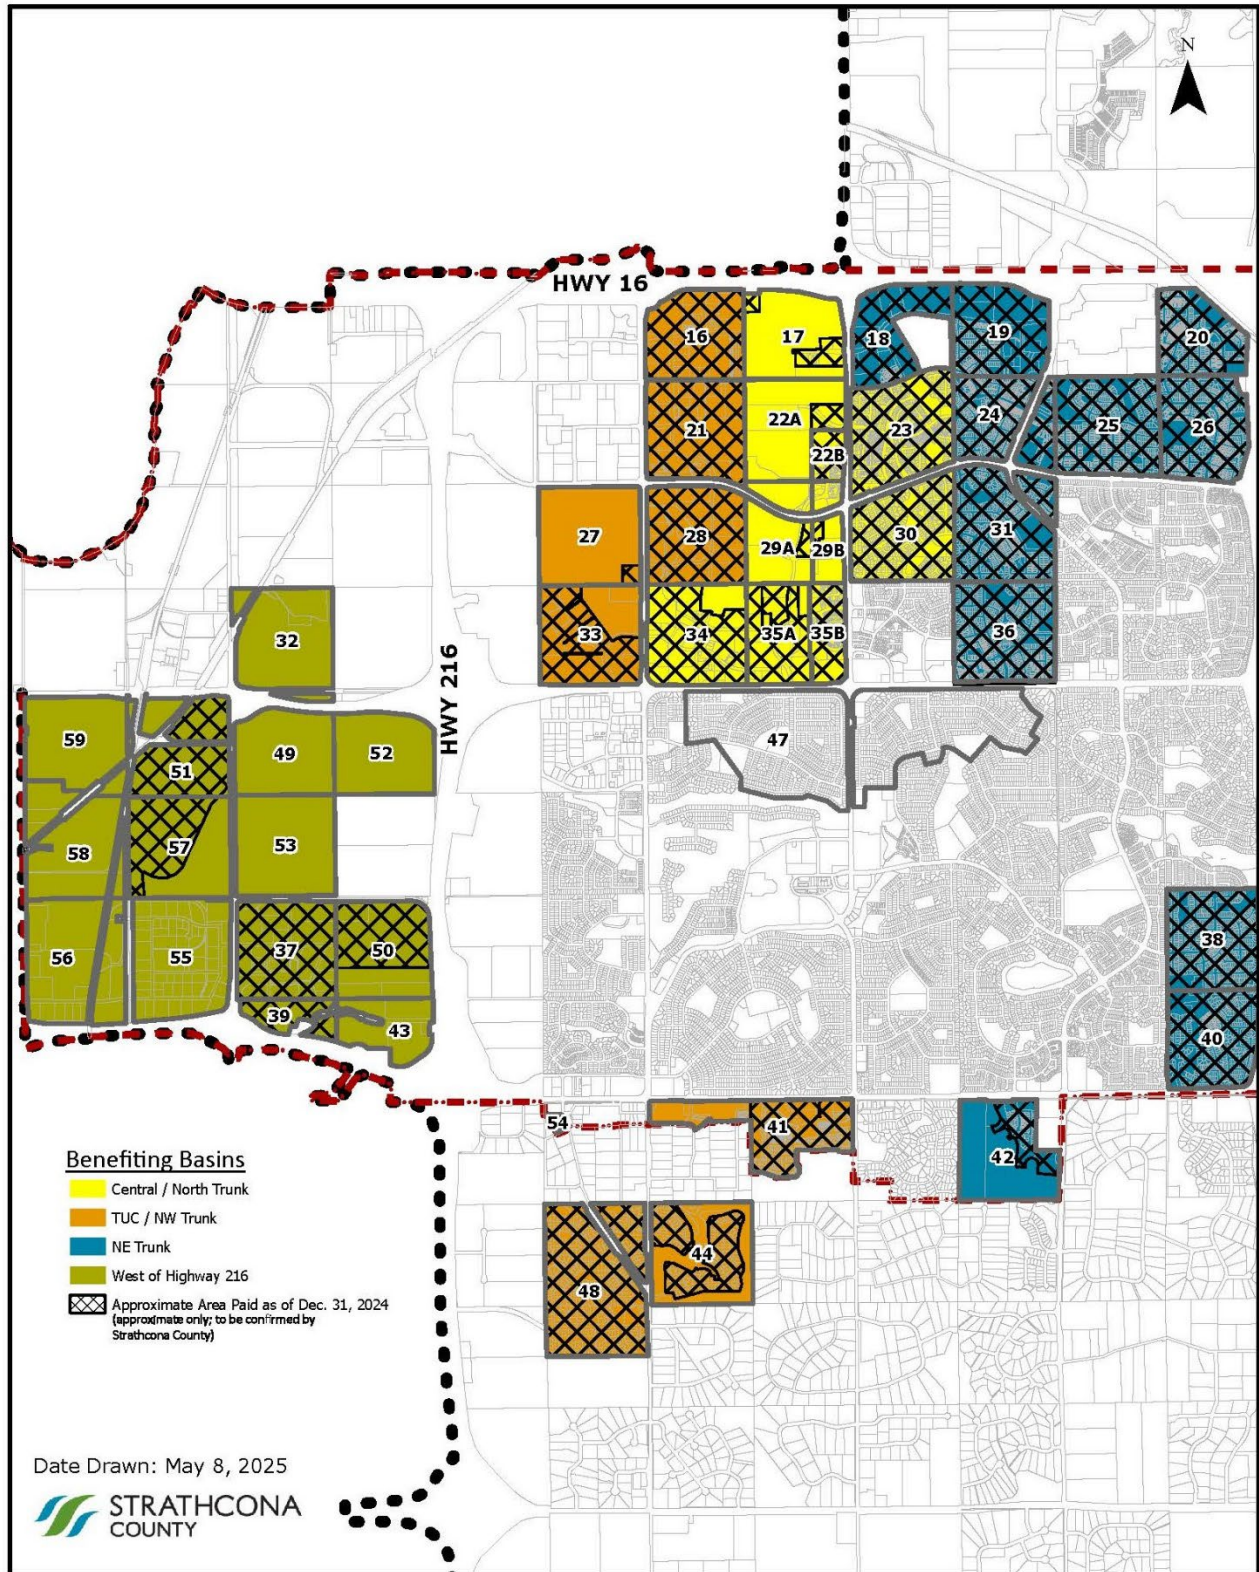 N
HWY 16
16
17
18
19
20
21
22A
22B
23
24
25
26
27
28
29A
29B
30
31
32
33
34
35A
35B
36
HWY 216
47
59
51
49
52
58
57
53
56
55
37
50
39
43
38
40
54
41
42
44
48
Benefiting Basins
Central / North Trunk
TUC / NW Trunk
NE Trunk
West of Highway 216
Approximate Area Paid as of Dec. 31, 2024
(approximate only; to be confirmed by
Strathcona County)
Date Drawn: May 8, 2025
STRATHCONA
COUNTY